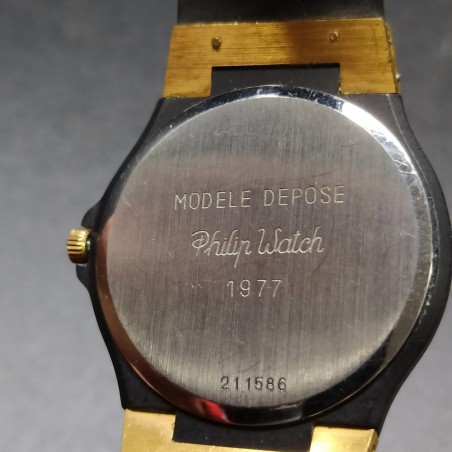 MODELE DEPOSE
Philip Watch
1977
211586